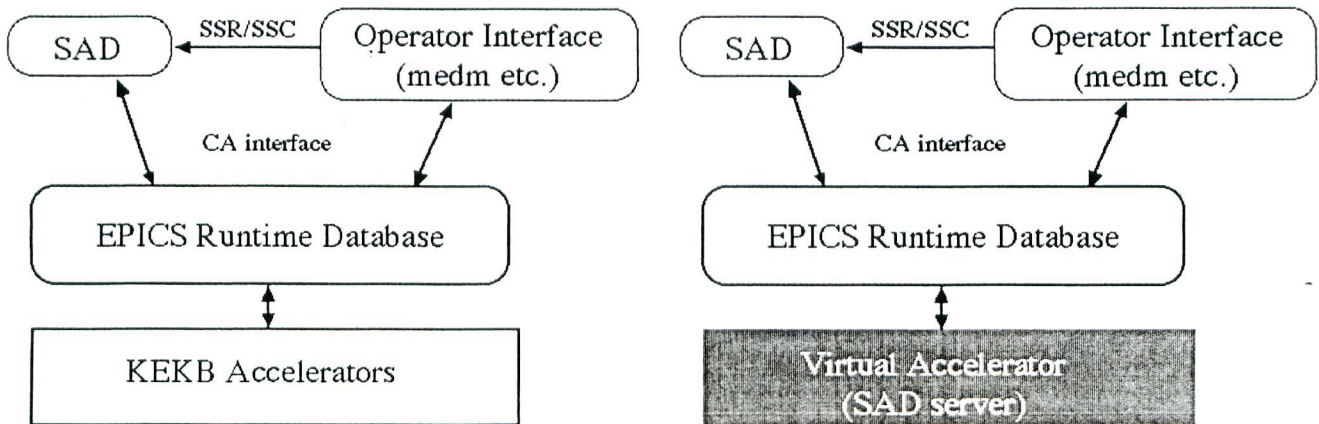 SAD
SSR/SSC
Operator Interface
(medm etc.)
CA interface
EPICS Runtime Database
KEKB Accelerators
SAD
SSR/SSC
Operator Interface
(medm etc.)
CA interface
EPICS Runtime Database
Virtual Accelerator
(SAD server)